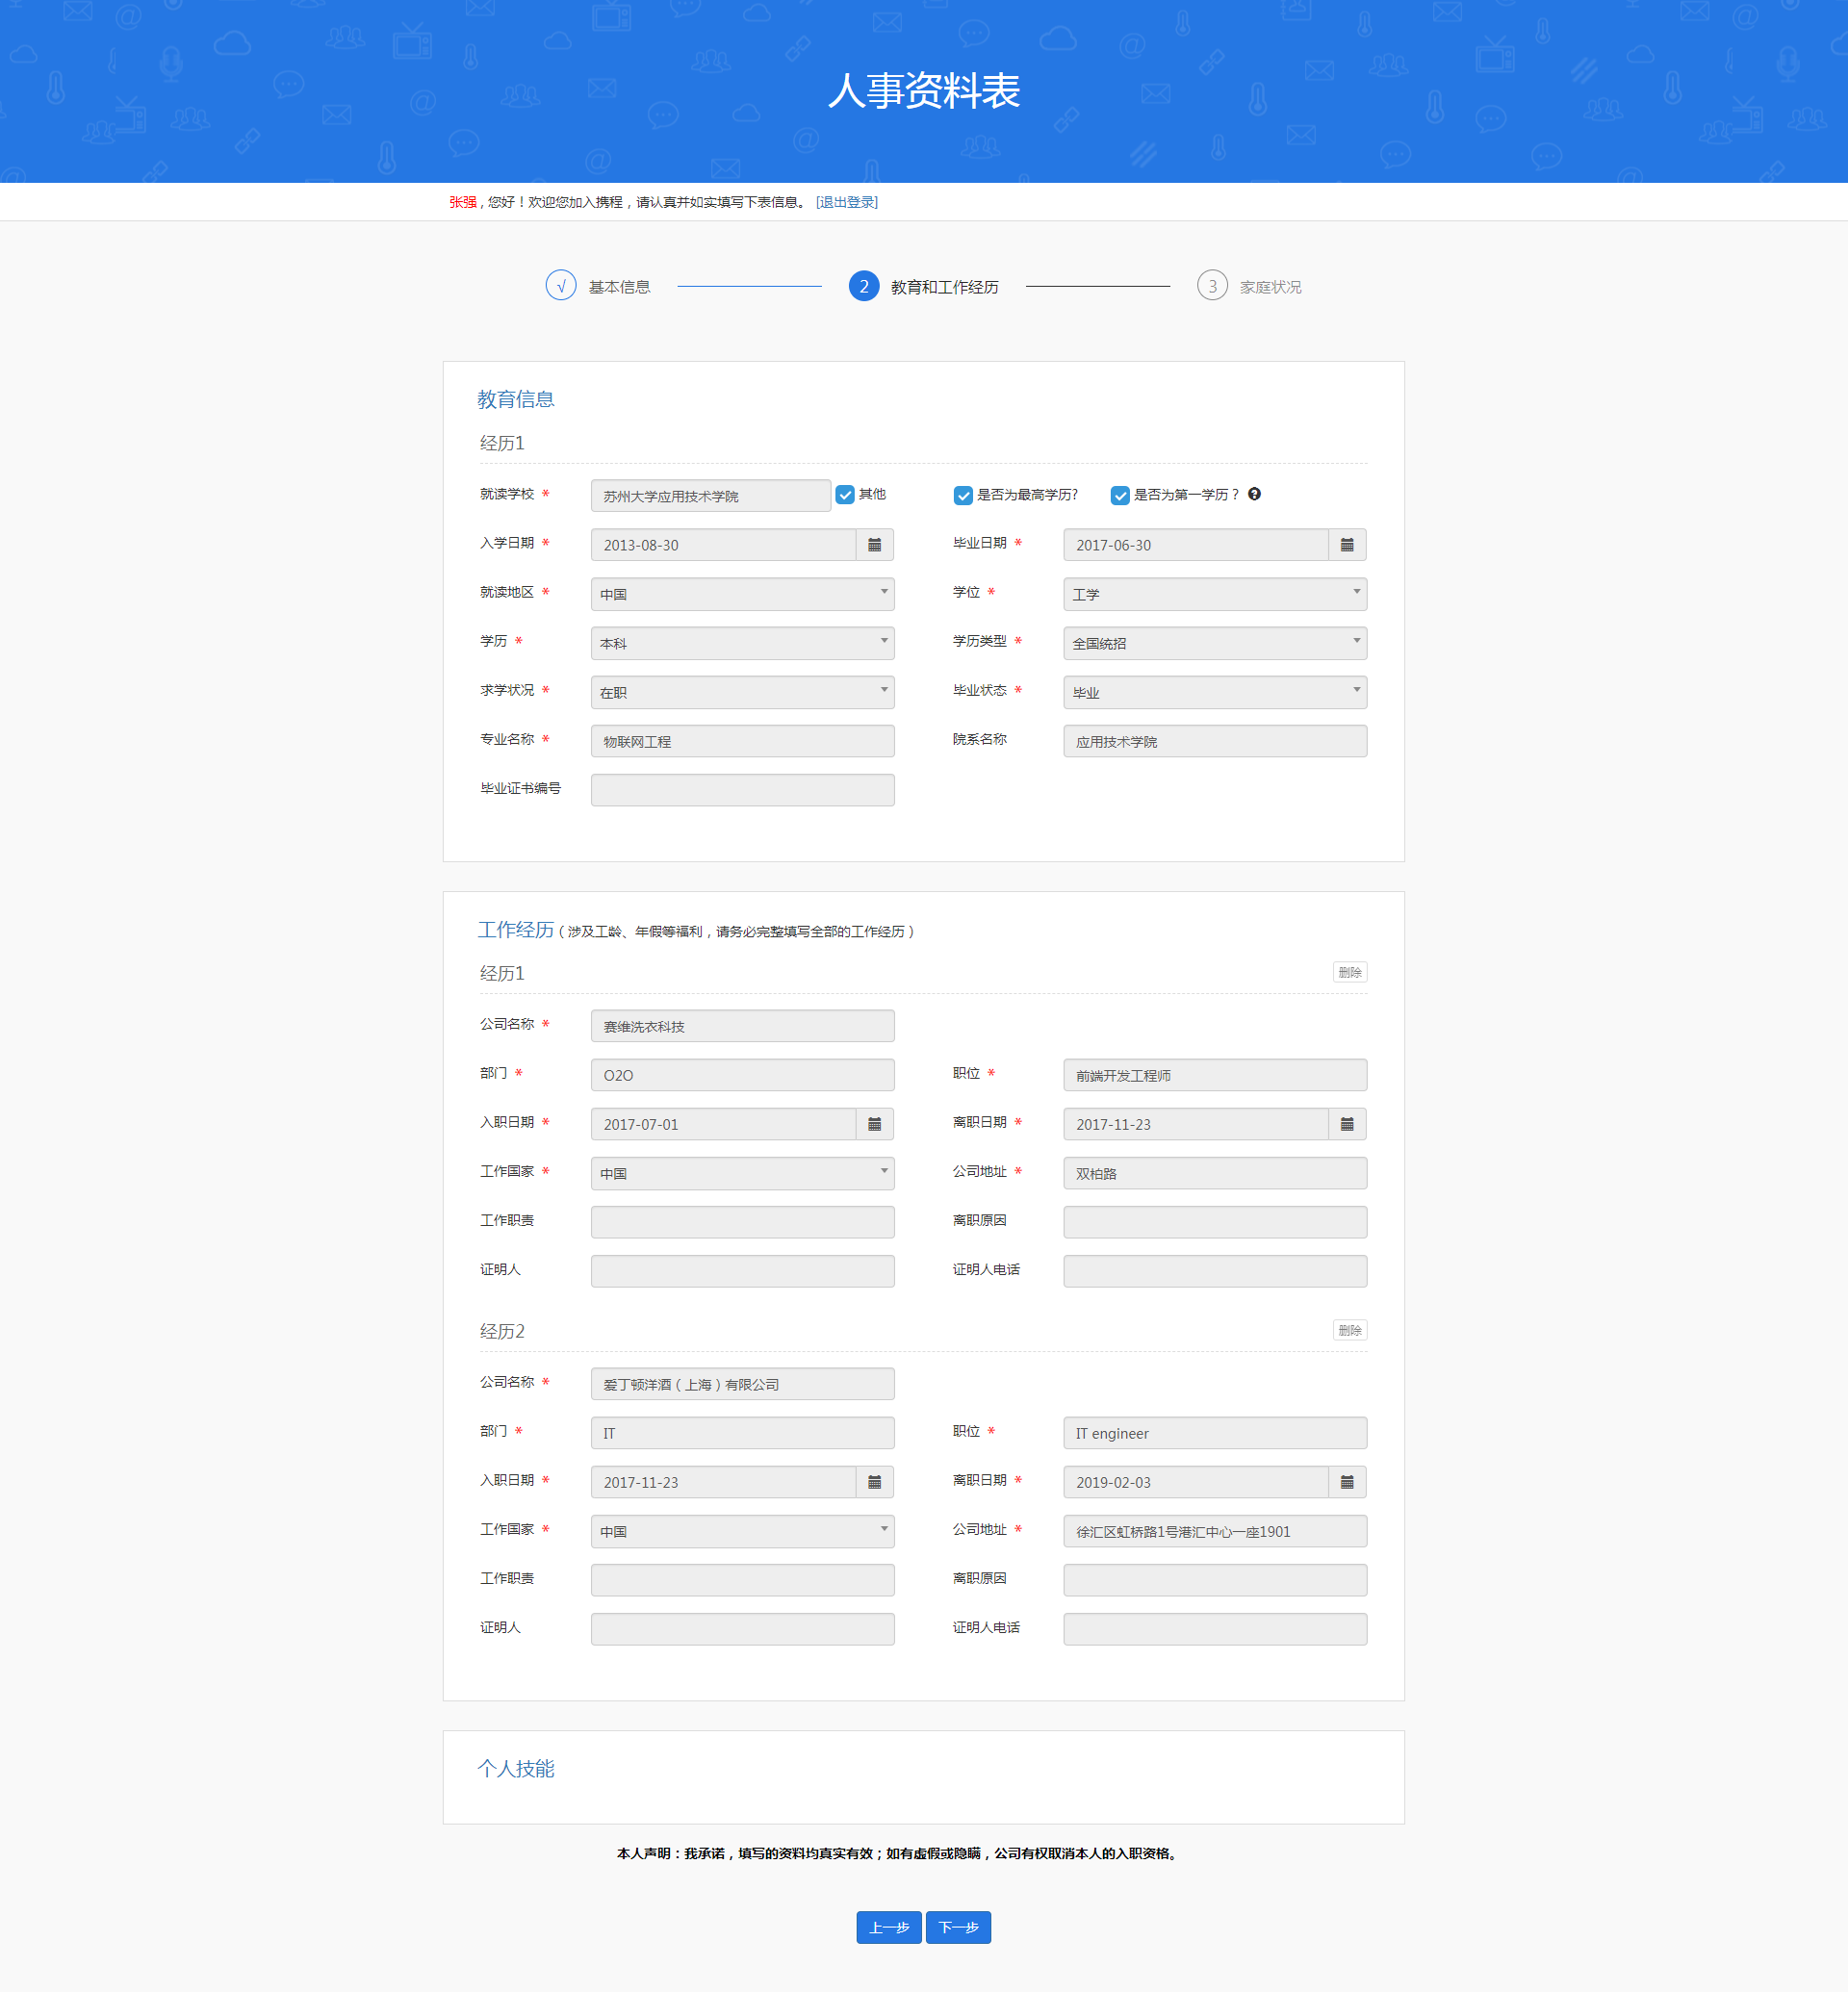 人事资料表
张强，您好！欢迎您加入携程，请认真并如实填写下表信息。 [退出登录]
√ 基本信息 2 教育和工作经历 3 家庭状况
教育信息
经历1
就读学校 * 苏州大学应用技术学院 其他 是否为最高学历? 是否为第一学历？
入学日期 * 2013-08-30 毕业日期 * 2017-06-30
就读地区 * 中国 学位 * 工学
学历 * 本科 学历类型 * 全国统招
求学状况 * 在职 毕业状态 * 毕业
专业名称 * 物联网工程 院系名称 应用技术学院
毕业证书编号
工作经历（涉及工龄、年假等福利，请务必完整填写全部的工作经历）
经历1 删除
公司名称 * 赛维洗衣科技
部门 * O2O 职位 * 前端开发工程师
入职日期 * 2017-07-01 离职日期 * 2017-11-23
工作国家 * 中国 公司地址 * 双柏路
工作职责 离职原因
证明人 证明人电话
经历2 删除
公司名称 * 爱丁顿洋酒（上海）有限公司
部门 * IT 职位 * IT engineer
入职日期 * 2017-11-23 离职日期 * 2019-02-03
工作国家 * 中国 公司地址 * 徐汇区虹桥路1号港汇中心一座1901
工作职责 离职原因
证明人 证明人电话
个人技能
本人声明：我承诺，填写的资料均真实有效；如有虚假或隐瞒，公司有权取消本人的入职资格。
上一步 下一步